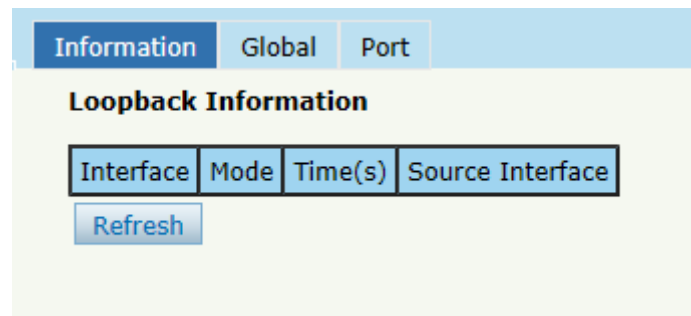 Information Global Port
Loopback Information
Interface Mode Time(s) Source Interface
Refresh